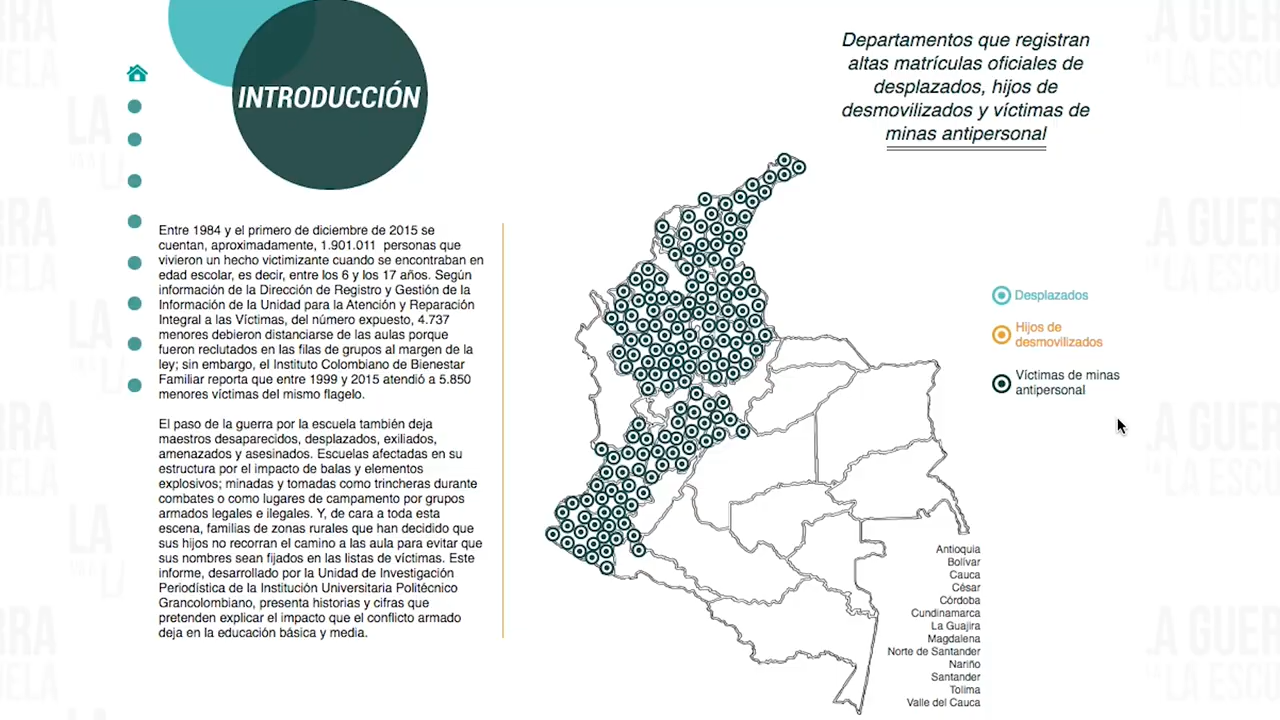 INTRODUCCIÓN
Departamentos que registran
altas matrículas oficiales de
desplazados, hijos de
desmovilizados y víctimas de
minas antipersonal
Entre 1984 y el primero de diciembre de 2015 se
cuentan, aproximadamente, 1.901.011 personas que
vivieron un hecho victimizante cuando se encontraban en
edad escolar, es decir, entre los 6 y los 17 años. Según
información de la Dirección de Registro y Gestión de la
Información de la Unidad para la Atención y Reparación
Integral a las Víctimas, del número expuesto, 4.737
menores debieron distanciarse de las aulas porque
fueron reclutados en las filas de grupos al margen de la
ley; sin embargo, el Instituto Colombiano de Bienestar
Familiar reporta que entre 1999 y 2015 atendió a 5.850
menores víctimas del mismo flagelo.
El paso de la guerra por la escuela también deja
maestros desaparecidos, desplazados, exiliados,
amenazados y asesinados. Escuelas afectadas en su
estructura por el impacto de balas y elementos
explosivos; minadas y tomadas como trincheras durante
combates o como lugares de campamento por grupos
armados legales e ilegales. Y, de cara a toda esta
escena, familias de zonas rurales que han decidido que
sus hijos no recorran el camino a las aula para evitar que
sus nombres sean fijados en las listas de víctimas. Este
informe, desarrollado por la Unidad de Investigación
Periodística de la Institución Universitaria Politécnico
Grancolombiano, presenta historias y cifras que
pretenden explicar el impacto que el conflicto armado
deja en la educación básica y media.
Desplazados
Hijos de
desmovilizados
Víctimas de minas
antipersonal
Antioquia
Bolívar
Cauca
César
Córdoba
Cundinamarca
La Guajira
Magdalena
Norte de Santander
Nariño
Santander
Tolima
Valle del Cauca